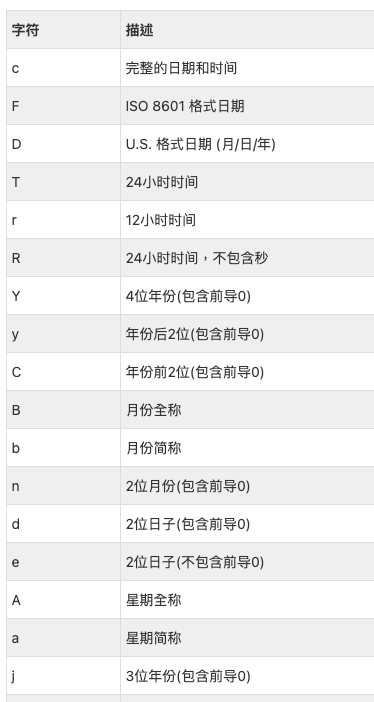 字符 描述
c 完整的日期和时间
F ISO 8601 格式日期
D U.S. 格式日期 (月/日/年)
T 24小时时间
r 12小时时间
R 24小时时间，不包含秒
Y 4位年份(包含前导0)
y 年份后2位(包含前导0)
C 年份前2位(包含前导0)
B 月份全称
b 月份简称
n 2位月份(包含前导0)
d 2位日子(包含前导0)
e 2位日子(不包含前导0)
A 星期全称
a 星期简称
j 3位年份(包含前导0)